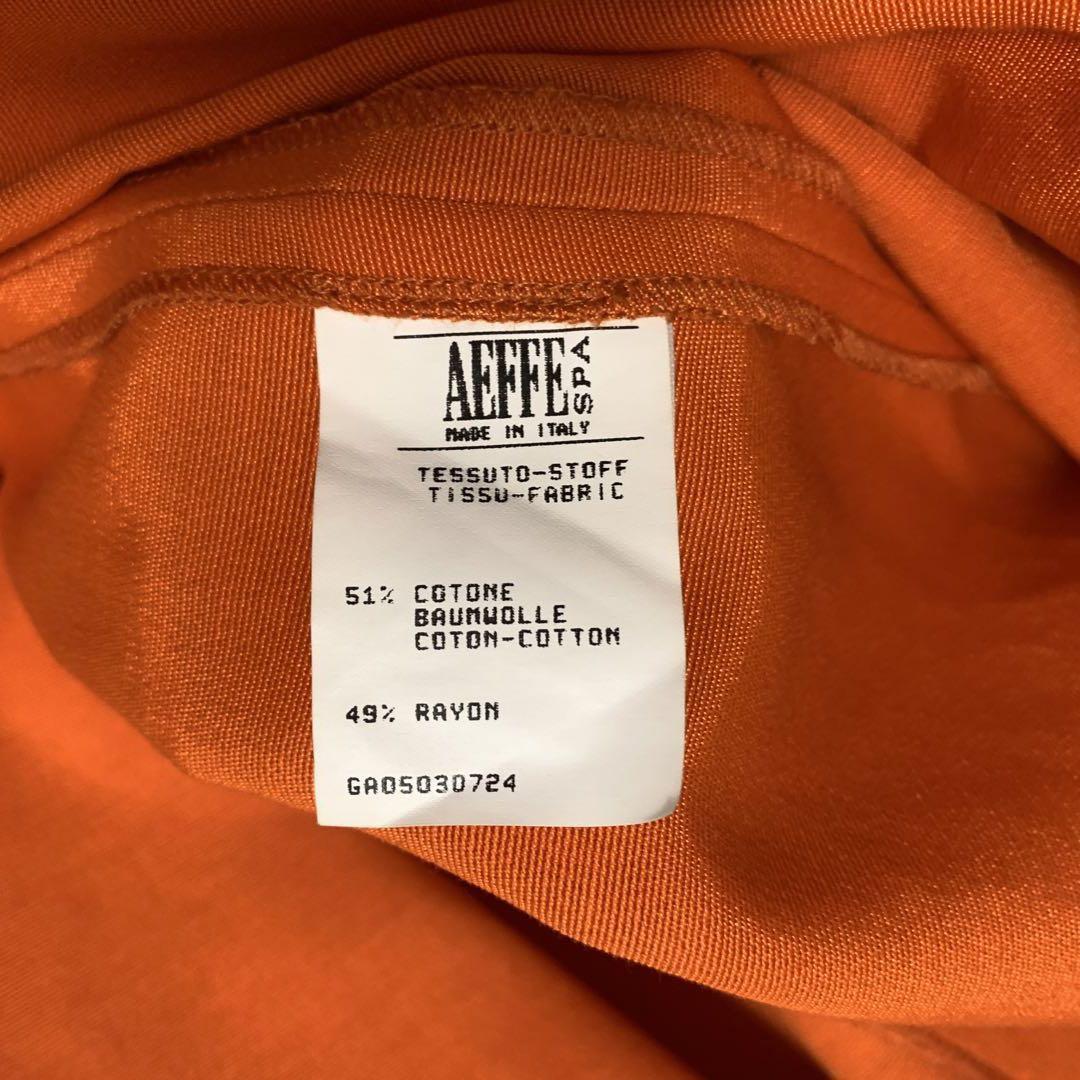 AEFFE SPA
MADE IN ITALY
TESSUTO-STOFF
TISSU-FABRIC
51% COTONE
BAUMWOLLE
COTON-COTTON
49% RAYON
GA05030724